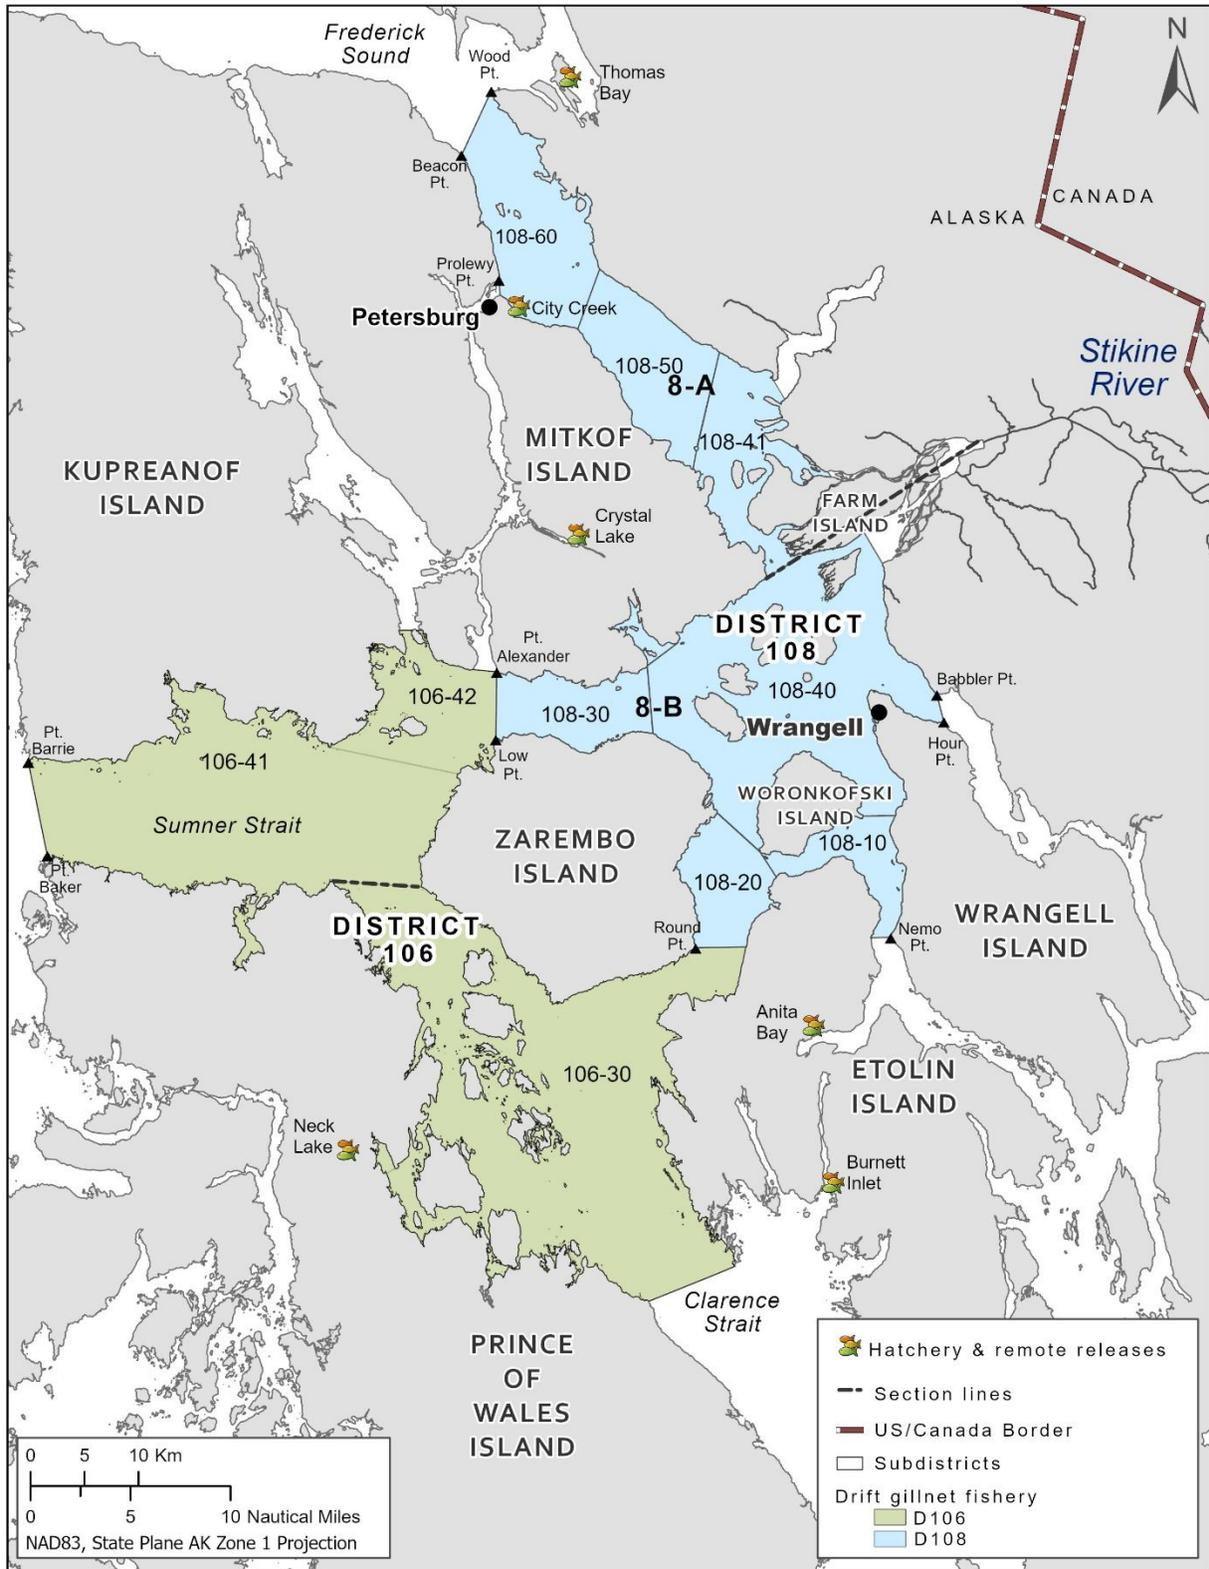 Frederick
Sound
Wood
Pt.
Thomas
Bay
N
Beacon
Pt.
CANADA
ALASKA
108-60
Prolewy
Pt.
City Creek
Petersburg
Stikine
River
108-50
8-A
108-41
MITKOF
ISLAND
KUPREANOF
ISLAND
FARM
ISLAND
Crystal
Lake
DISTRICT
108
Pt.
Alexander
106-42
108-30
8-B
108-40
Babbler Pt.
Wrangell
Hour
Pt.
Pt.
Barrie
106-41
Low
Pt.
WORONKOFSKI
ISLAND
Sumner Strait
ZAREMBO
ISLAND
108-10
Pt.
Baker
108-20
DISTRICT
106
Round
Pt.
Nemo
Pt.
WRANGELL
ISLAND
Anita
Bay
106-30
ETOLIN
ISLAND
Neck
Lake
Burnett
Inlet
Clarence
Strait
PRINCE
OF
WALES
ISLAND
Hatchery & remote releases
Section lines
US/Canada Border
Subdistricts
Drift gillnet fishery
D106
D108
0 5 10 Km
0 5 10 Nautical Miles
NAD83, State Plane AK Zone 1 Projection